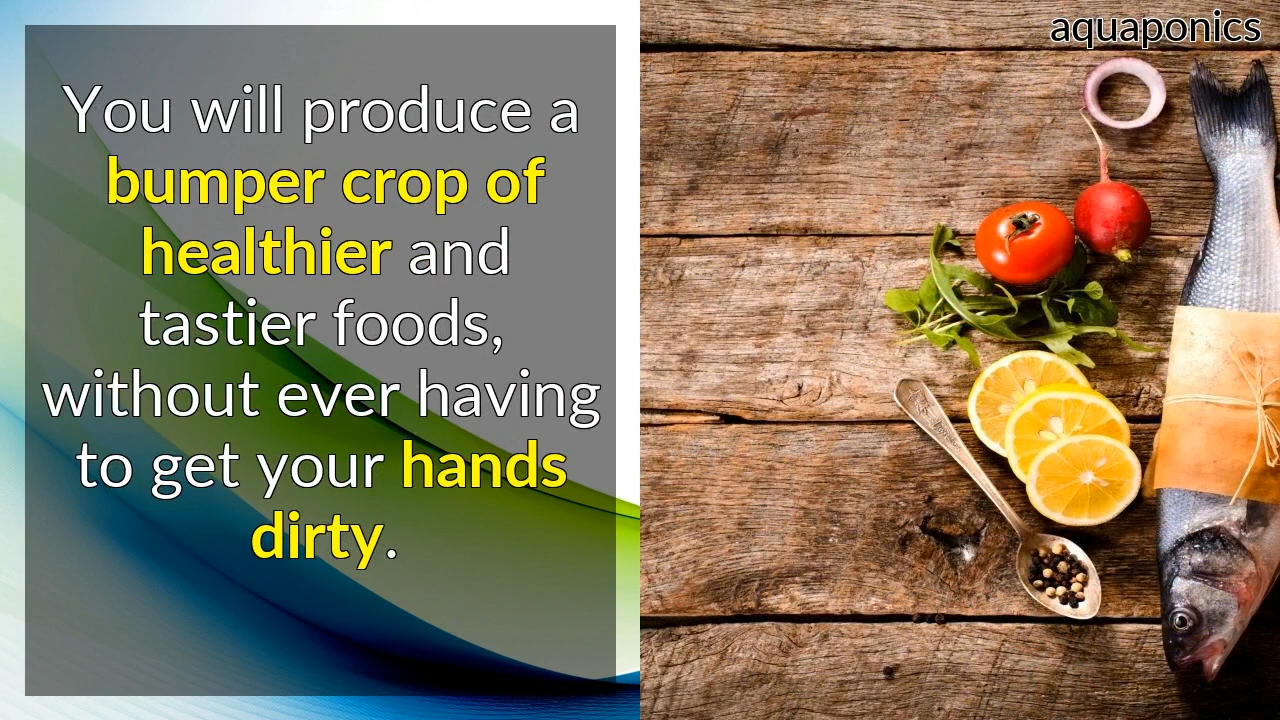 aquaponics
You will produce a
bumper crop of
healthier and
tastier foods,
without ever having
to get your hands
dirty.